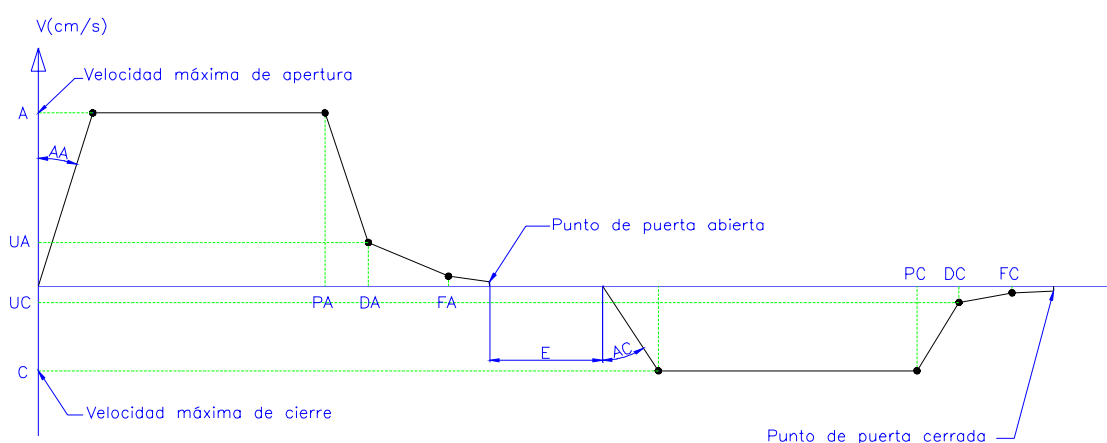 V(cm/s)
Velocidad máxima de apertura
A
AA
UA
Punto de puerta abierta
PA
DA
FA
PC
DC
FC
UC
E
AC
C
Velocidad máxima de cierre
Punto de puerta cerrada